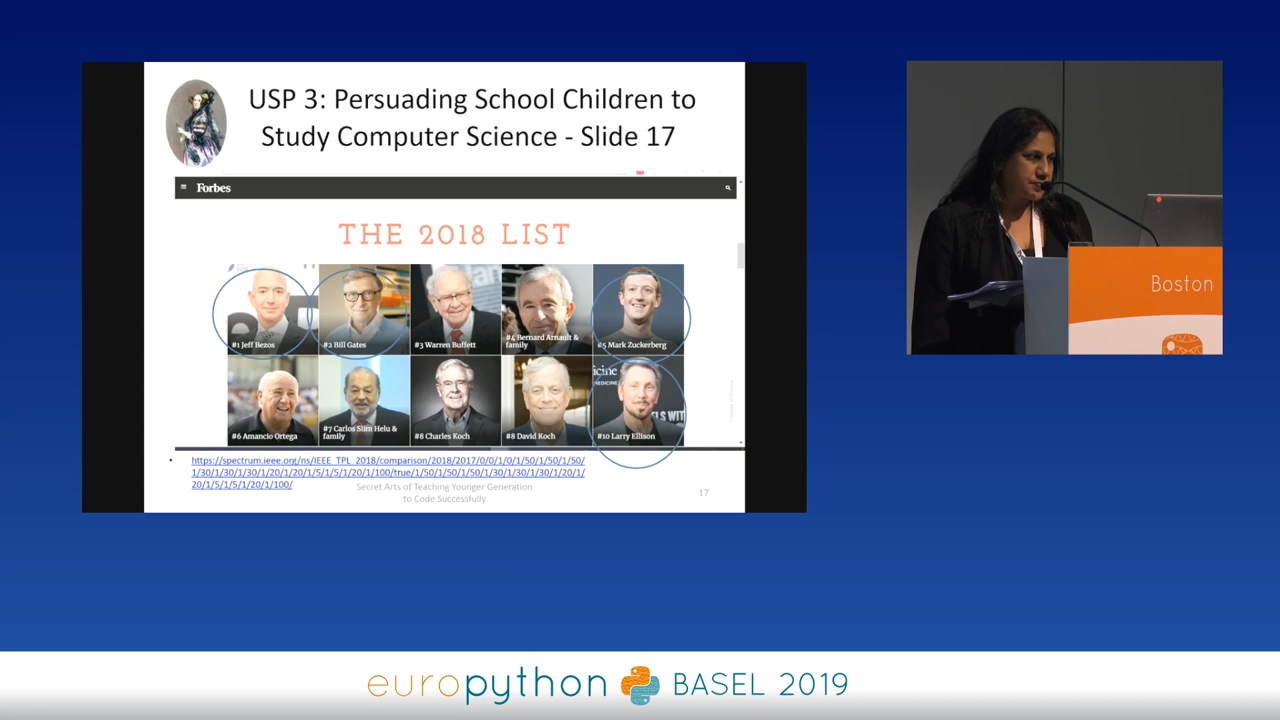 USP 3: Persuading School Children to
Study Computer Science - Slide 17
Forbes
THE 2018 LIST
#1 Jeff Bezos
#2 Bill Gates
#3 Warren Buffett
#4 Bernard Arnault &
family
#5 Mark Zuckerberg
#6 Amancio Ortega
#7 Carlos Slim Helu &
family
#8 Charles Koch
#8 David Koch
icine
MEDICINE
ELS WIT
#10 Larry Ellison
• https://spectrum.ieee.org/ns/IEEE_TPL_2018/comparison/2018/2017/0/0/1/0/1/50/1/50/1/50/
1/30/1/30/1/30/1/20/1/20/1/5/1/5/1/20/1/100/true/1/50/1/50/1/50/1/30/1/30/1/30/1/20/1/
20/1/5/1/5/1/20/1/100/
Secret Arts of Teaching Younger Generation
to Code Successfully
17
Boston
europython BASEL 2019